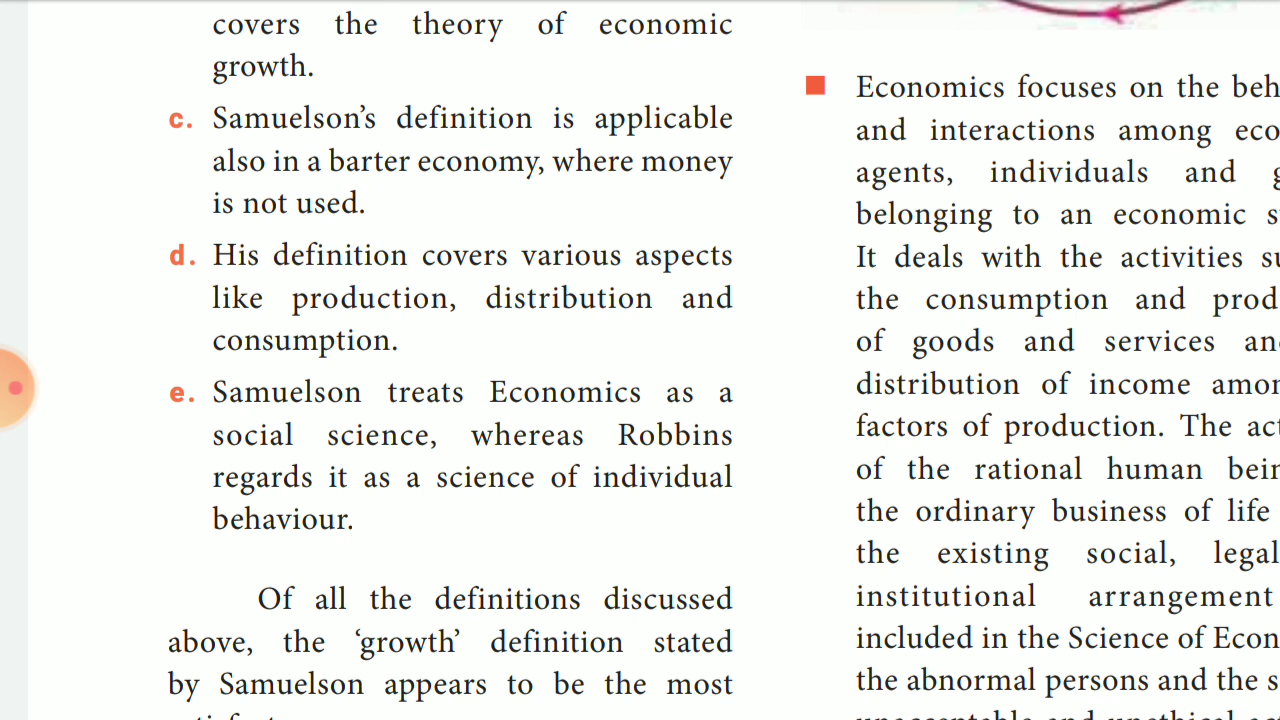 covers the theory of economic
growth.
c. Samuelson’s definition is applicable
also in a barter economy, where money
is not used.
d. His definition covers various aspects
like production, distribution and
consumption.
e. Samuelson treats Economics as a
social science, whereas Robbins
regards it as a science of individual
behaviour.
Of all the definitions discussed
above, the ‘growth’ definition stated
by Samuelson appears to be the most
Economics focuses on the beh
and interactions among eco
agents, individuals and g
belonging to an economic s
It deals with the activities su
the consumption and prod
of goods and services an
distribution of income amon
factors of production. The act
of the rational human bein
the ordinary business of life
the existing social, legal
institutional arrangement
included in the Science of Econ
the abnormal persons and the s